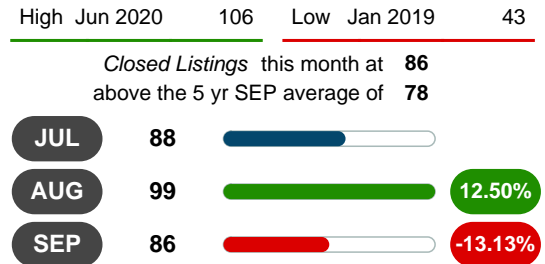 High Jun 2020 106 Low Jan 2019 43
Closed Listings this month at 86
above the 5 yr SEP average of 78
JUL 88
AUG 99 12.50%
SEP 86 -13.13%